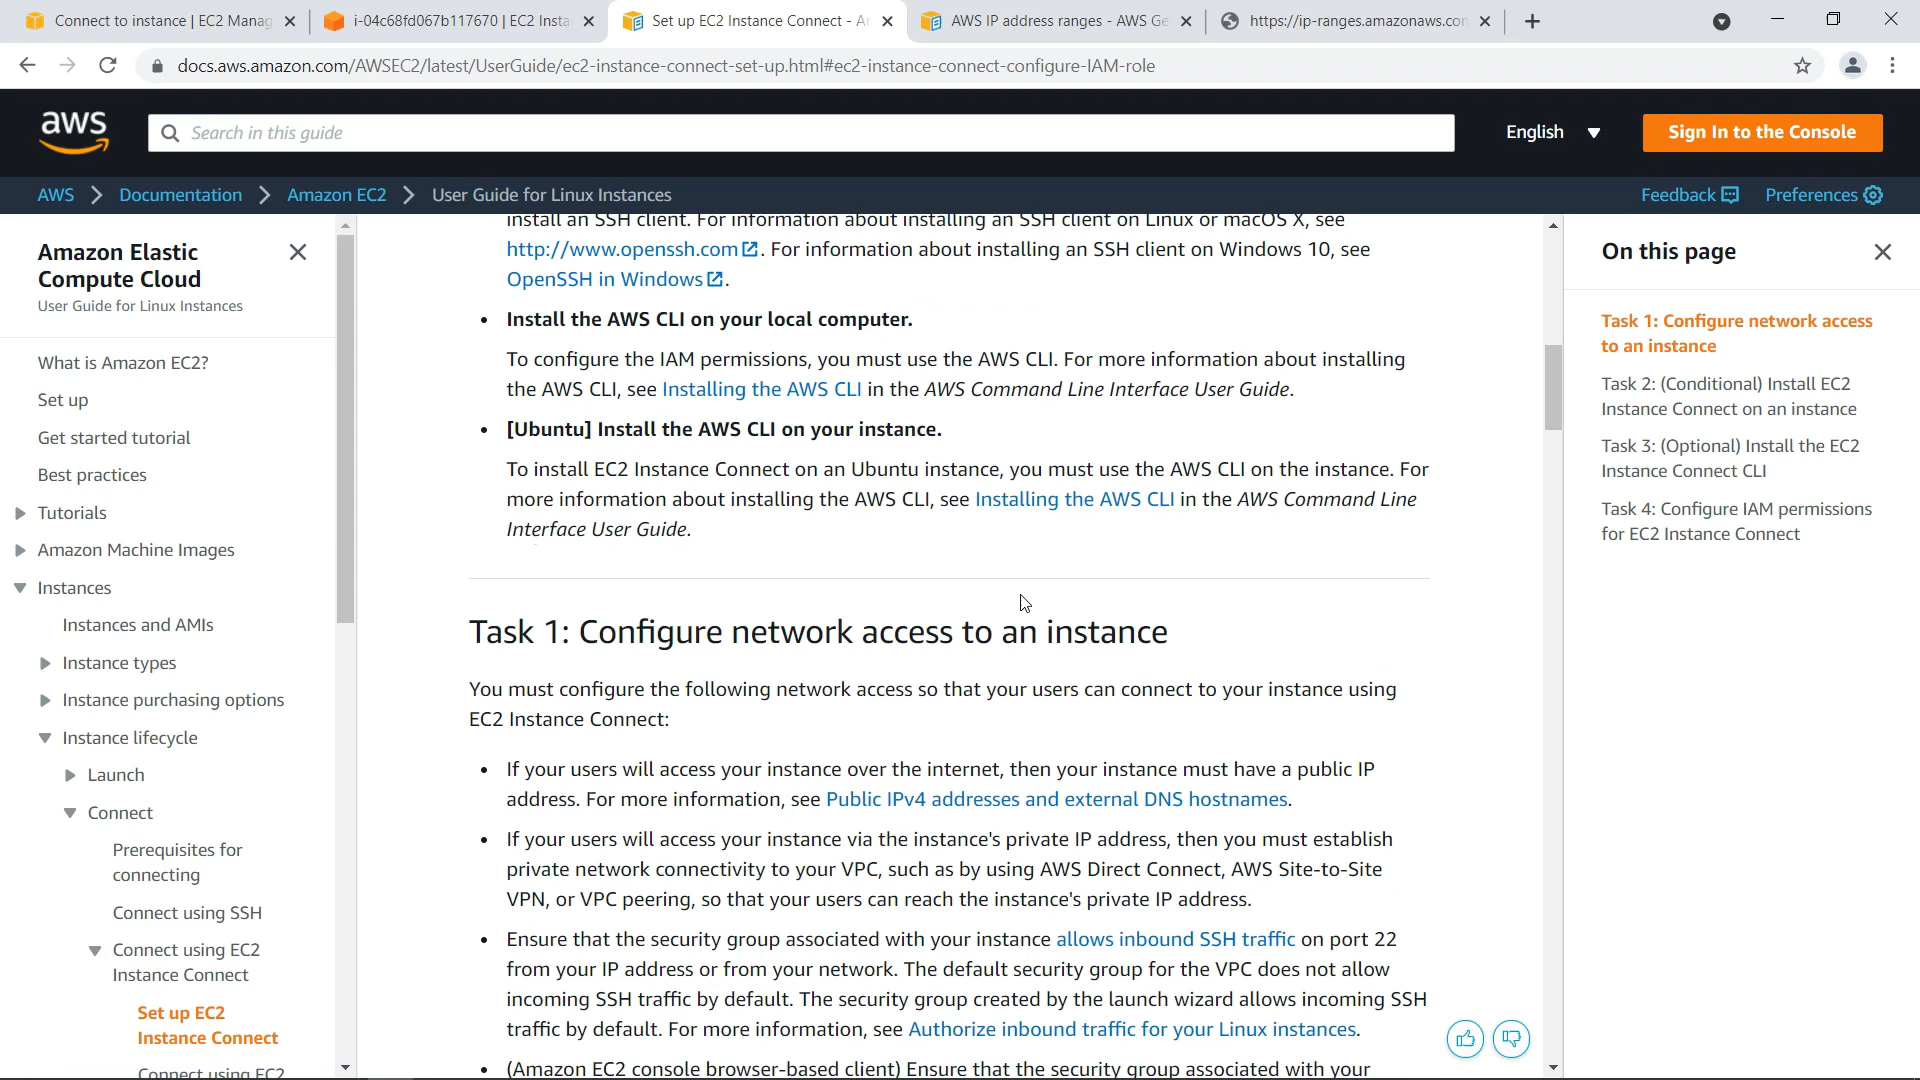 Connect to instance | EC2 Manag
i-04c68fd067b117670 | EC2 Insta
Set up EC2 Instance Connect - A
AWS IP address ranges - AWS Ge
https://ip-ranges.amazonaws.con
docs.aws.amazon.com/AWSEC2/latest/UserGuide/ec2-instance-connect-set-up.html#ec2-instance-connect-configure-IAM-role
aws
Search in this guide
English
Sign In to the Console
AWS
Documentation
Amazon EC2
User Guide for Linux Instances
Feedback
Preferences
Amazon Elastic
Compute Cloud
User Guide for Linux Instances
What is Amazon EC2?
Set up
Get started tutorial
Best practices
Tutorials
Amazon Machine Images
Instances
Instances and AMIs
Instance types
Instance purchasing options
Instance lifecycle
Launch
Connect
Prerequisites for
connecting
Connect using SSH
Connect using EC2
Instance Connect
Set up EC2
Instance Connect
Connect using EC2
install an SSH client. For information about installing an SSH client on Linux or macOS X, see
http://www.openssh.com. For information about installing an SSH client on Windows 10, see
OpenSSH in Windows.
• Install the AWS CLI on your local computer.
To configure the IAM permissions, you must use the AWS CLI. For more information about installing
the AWS CLI, see Installing the AWS CLI in the AWS Command Line Interface User Guide.
• [Ubuntu] Install the AWS CLI on your instance.
To install EC2 Instance Connect on an Ubuntu instance, you must use the AWS CLI on the instance. For
more information about installing the AWS CLI, see Installing the AWS CLI in the AWS Command Line
Interface User Guide.
Task 1: Configure network access to an instance
You must configure the following network access so that your users can connect to your instance using
EC2 Instance Connect:
• If your users will access your instance over the internet, then your instance must have a public IP
address. For more information, see Public IPv4 addresses and external DNS hostnames.
• If your users will access your instance via the instance's private IP address, then you must establish
private network connectivity to your VPC, such as by using AWS Direct Connect, AWS Site-to-Site
VPN, or VPC peering, so that your users can reach the instance's private IP address.
• Ensure that the security group associated with your instance allows inbound SSH traffic on port 22
from your IP address or from your network. The default security group for the VPC does not allow
incoming SSH traffic by default. The security group created by the launch wizard allows incoming SSH
traffic by default. For more information, see Authorize inbound traffic for your Linux instances.
• (Amazon EC2 console browser-based client) Ensure that the security group associated with your
On this page
Task 1: Configure network access
to an instance
Task 2: (Conditional) Install EC2
Instance Connect on an instance
Task 3: (Optional) Install the EC2
Instance Connect CLI
Task 4: Configure IAM permissions
for EC2 Instance Connect